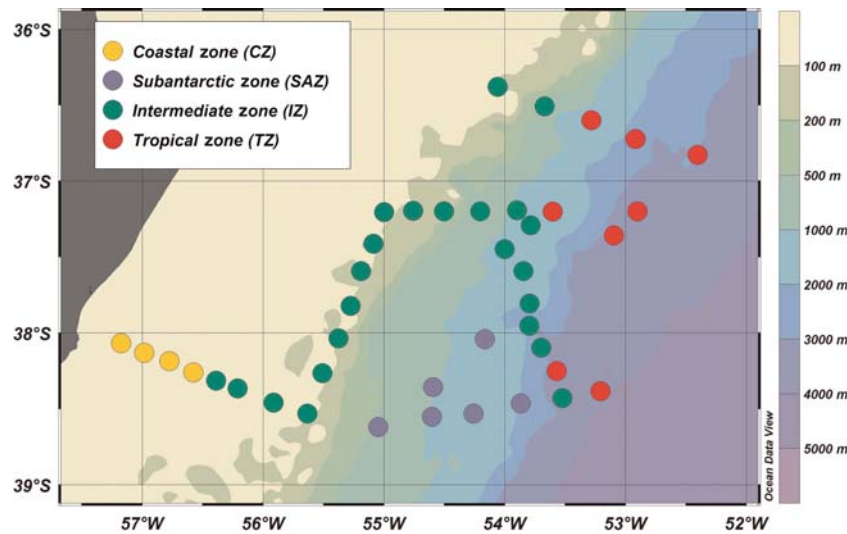 36°S
37°S
38°S
39°S
Coastal zone (CZ)
Subantarctic zone (SAZ)
Intermediate zone (IZ)
Tropical zone (TZ)
57°W
56°W
55°W
54°W
53°W
52°W
Ocean Data View
100 m
200 m
500 m
1000 m
2000 m
3000 m
4000 m
5000 m